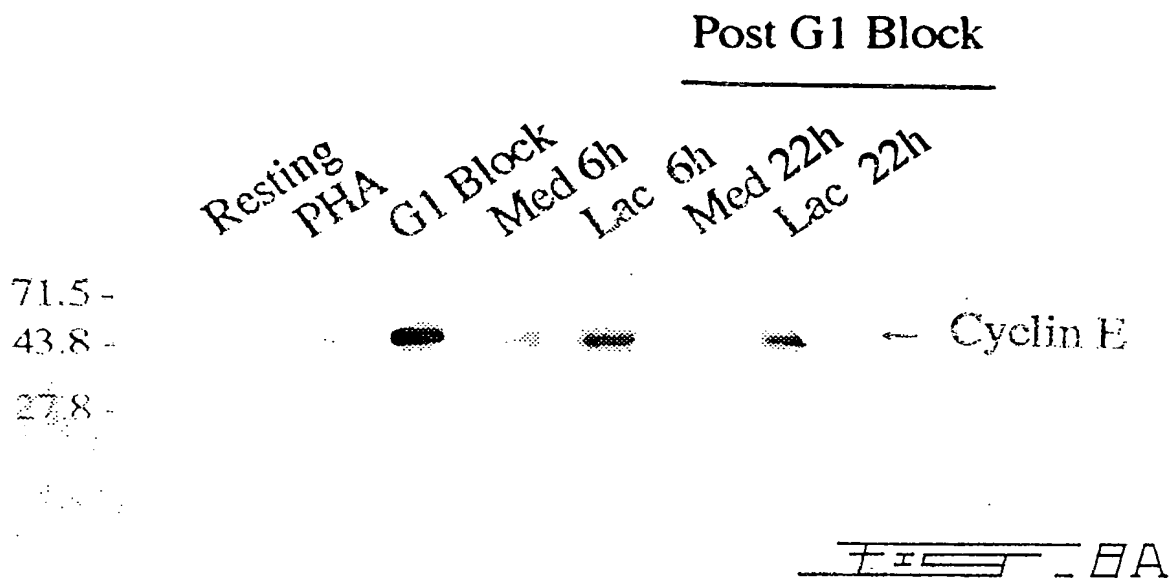 Post G1 Block
Resting
PHA
G1 Block
Med 6h
Lac 6h
Med 22h
Lac 22h
71.5 -
43.8 -
← Cyclin E
27.8 -
FIG_8A